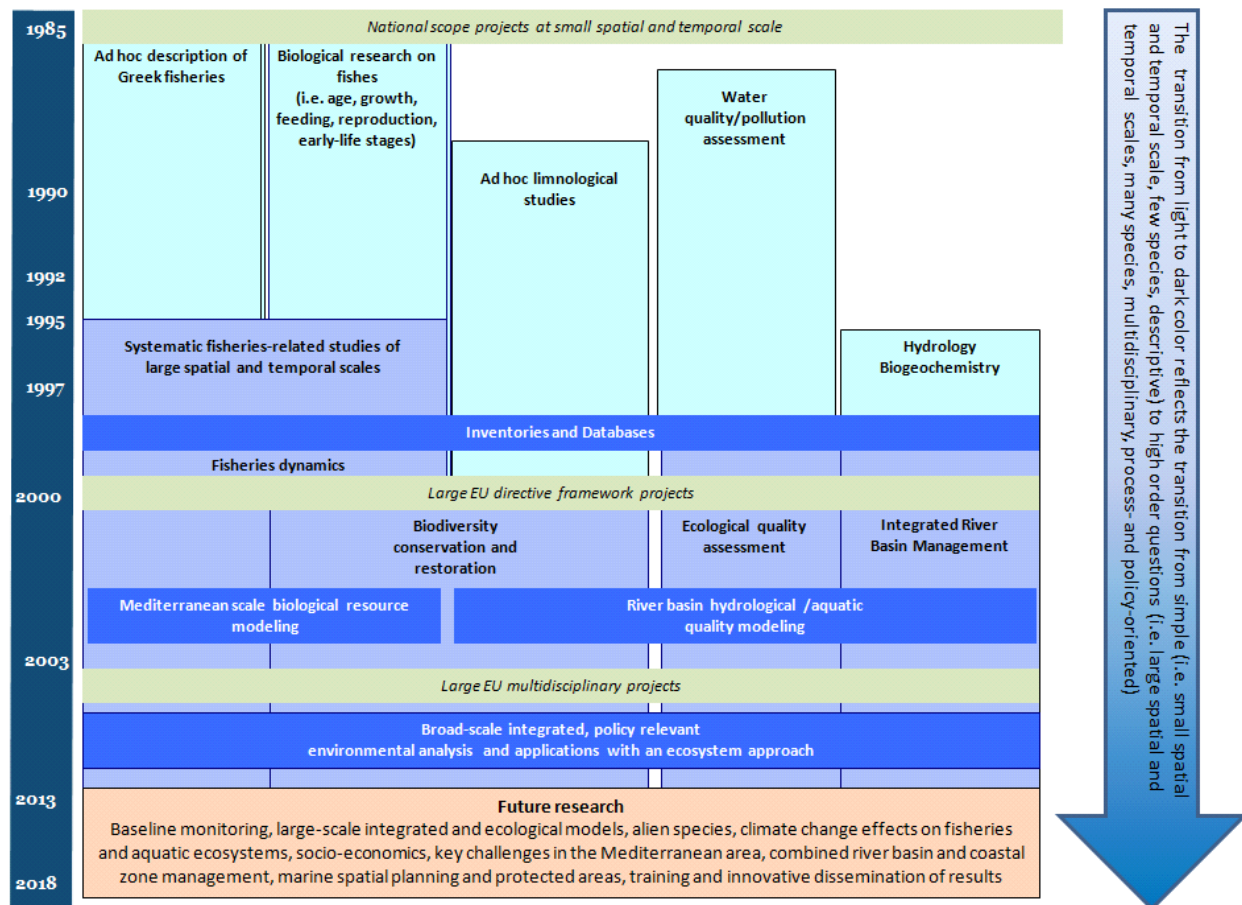 1985
National scope projects at small spatial and temporal scale
Ad hoc description of
Greek fisheries
Biological research on
fishes
(i.e. age, growth,
feeding, reproduction,
early-life stages)
Water
quality/pollution
assessment
Ad hoc limnological
studies
1990
1992
1995
Systematic fisheries-related studies of
large spatial and temporal scales
Hydrology
Biogeochemistry
1997
Inventories and Databases
Fisheries dynamics
2000
Large EU directive framework projects
Biodiversity
conservation and
restoration
Ecological quality
assessment
Integrated River
Basin Management
Mediterranean scale biological resource
modeling
River basin hydrological /aquatic
quality modeling
2003
Large EU multidisciplinary projects
Broad-scale integrated, policy relevant
environmental analysis and applications with an ecosystem approach
2013
Future research
Baseline monitoring, large-scale integrated and ecological models, alien species, climate change effects on fisheries
and aquatic ecosystems, socio-economics, key challenges in the Mediterranean area, combined river basin and coastal
zone management, marine spatial planning and protected areas, training and innovative dissemination of results
2018
The transition from light to dark color reflects the transition from simple (i.e. small spatial
and temporal scale, few species, descriptive) to high order questions (i.e. large spatial and
temporal scales, many species, multidisciplinary, process- and policy-oriented)